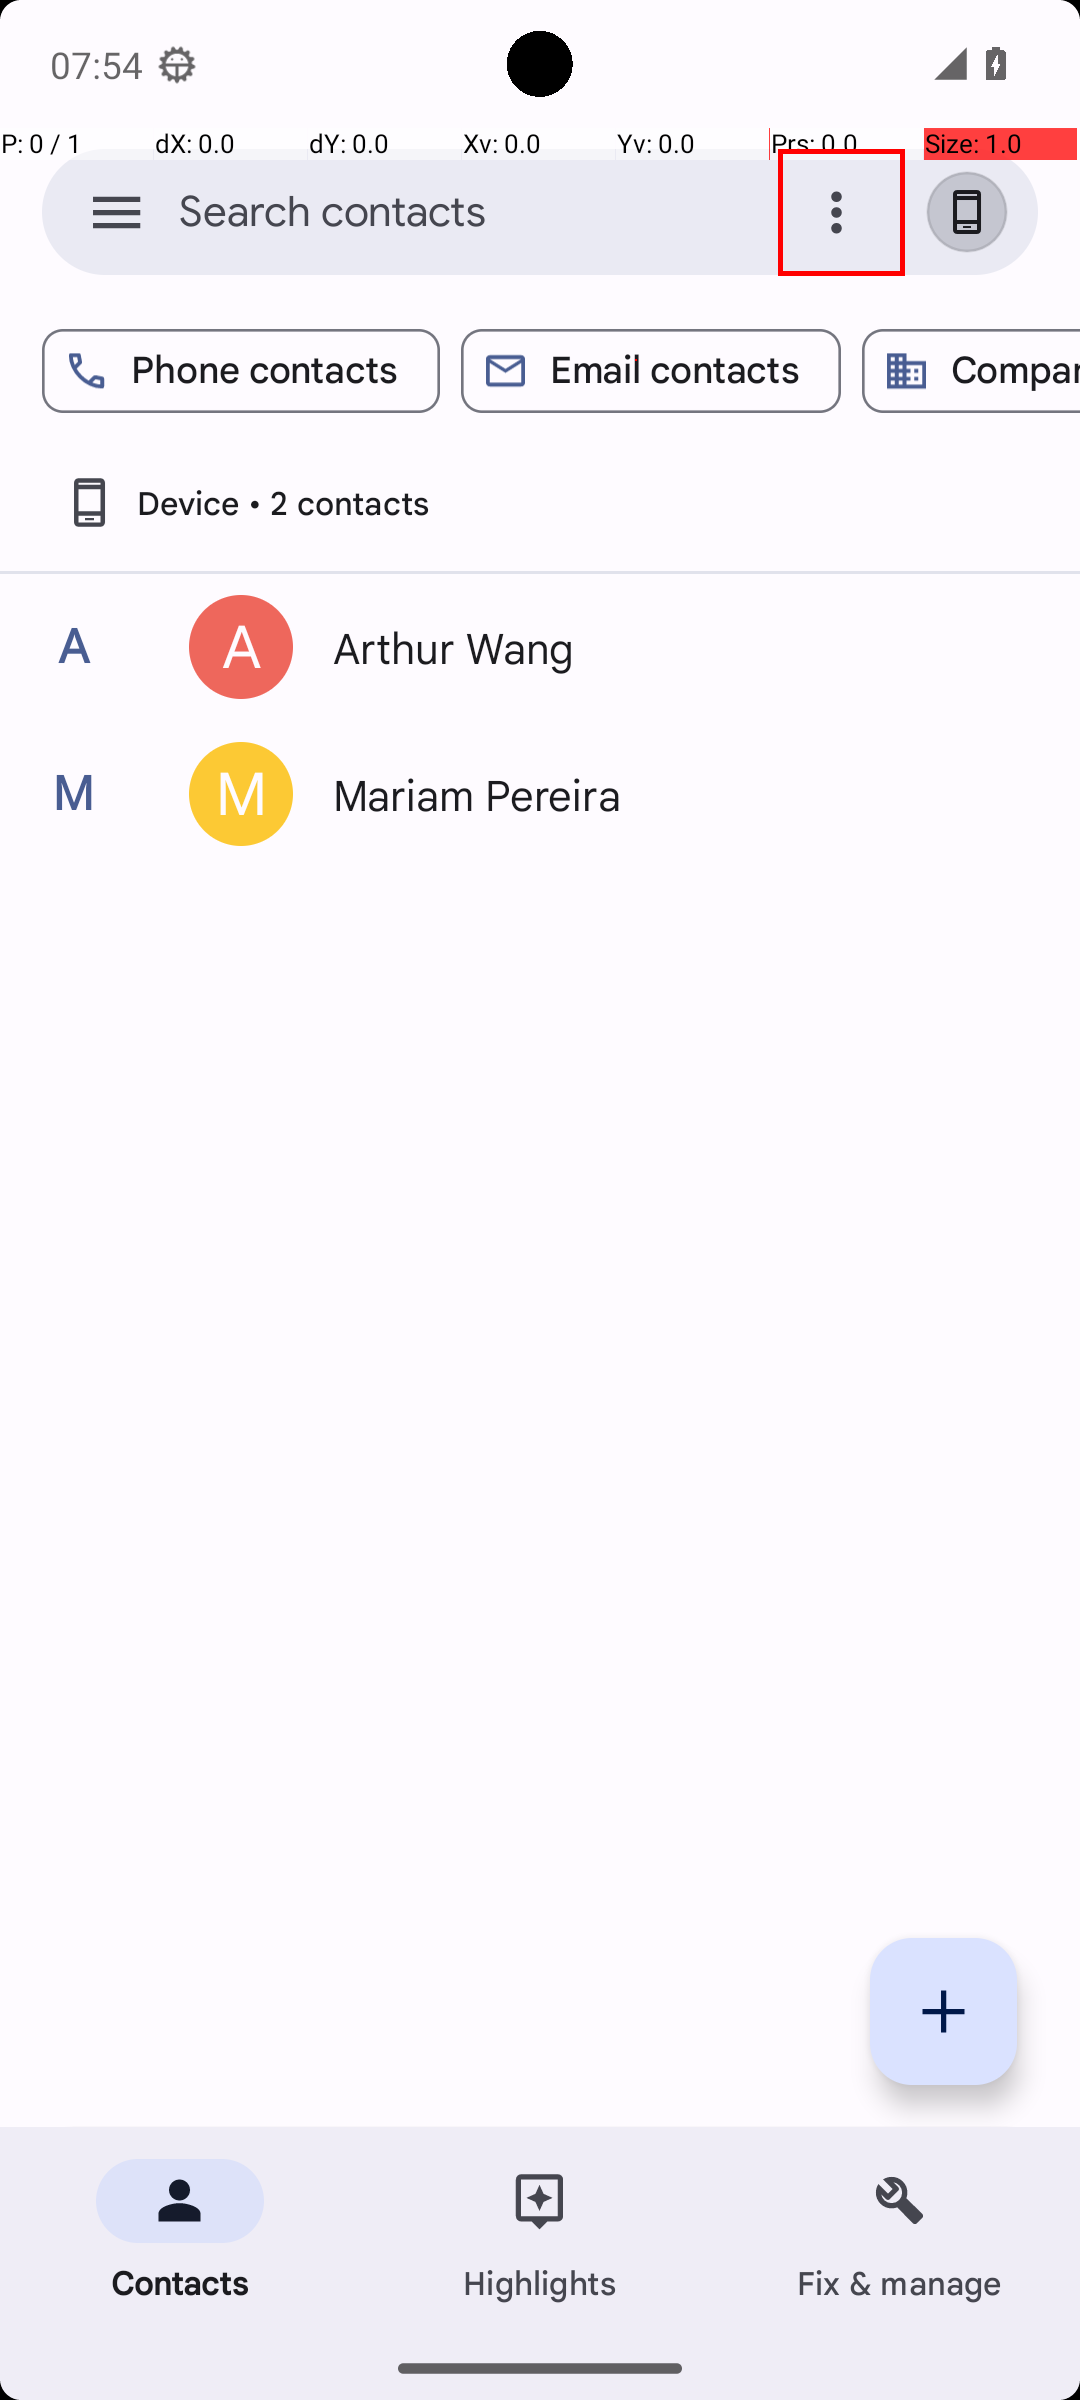 07:54
P: 0 / 1 dX: 0.0 dY: 0.0 Xv: 0.0 Yv: 0.0 Prs: 0.0 Size: 1.0
Search contacts
Phone contacts Email contacts
Device • 2 contacts
A A Arthur Wang
M M Mariam Pereira
Contacts Highlights Fix & manage